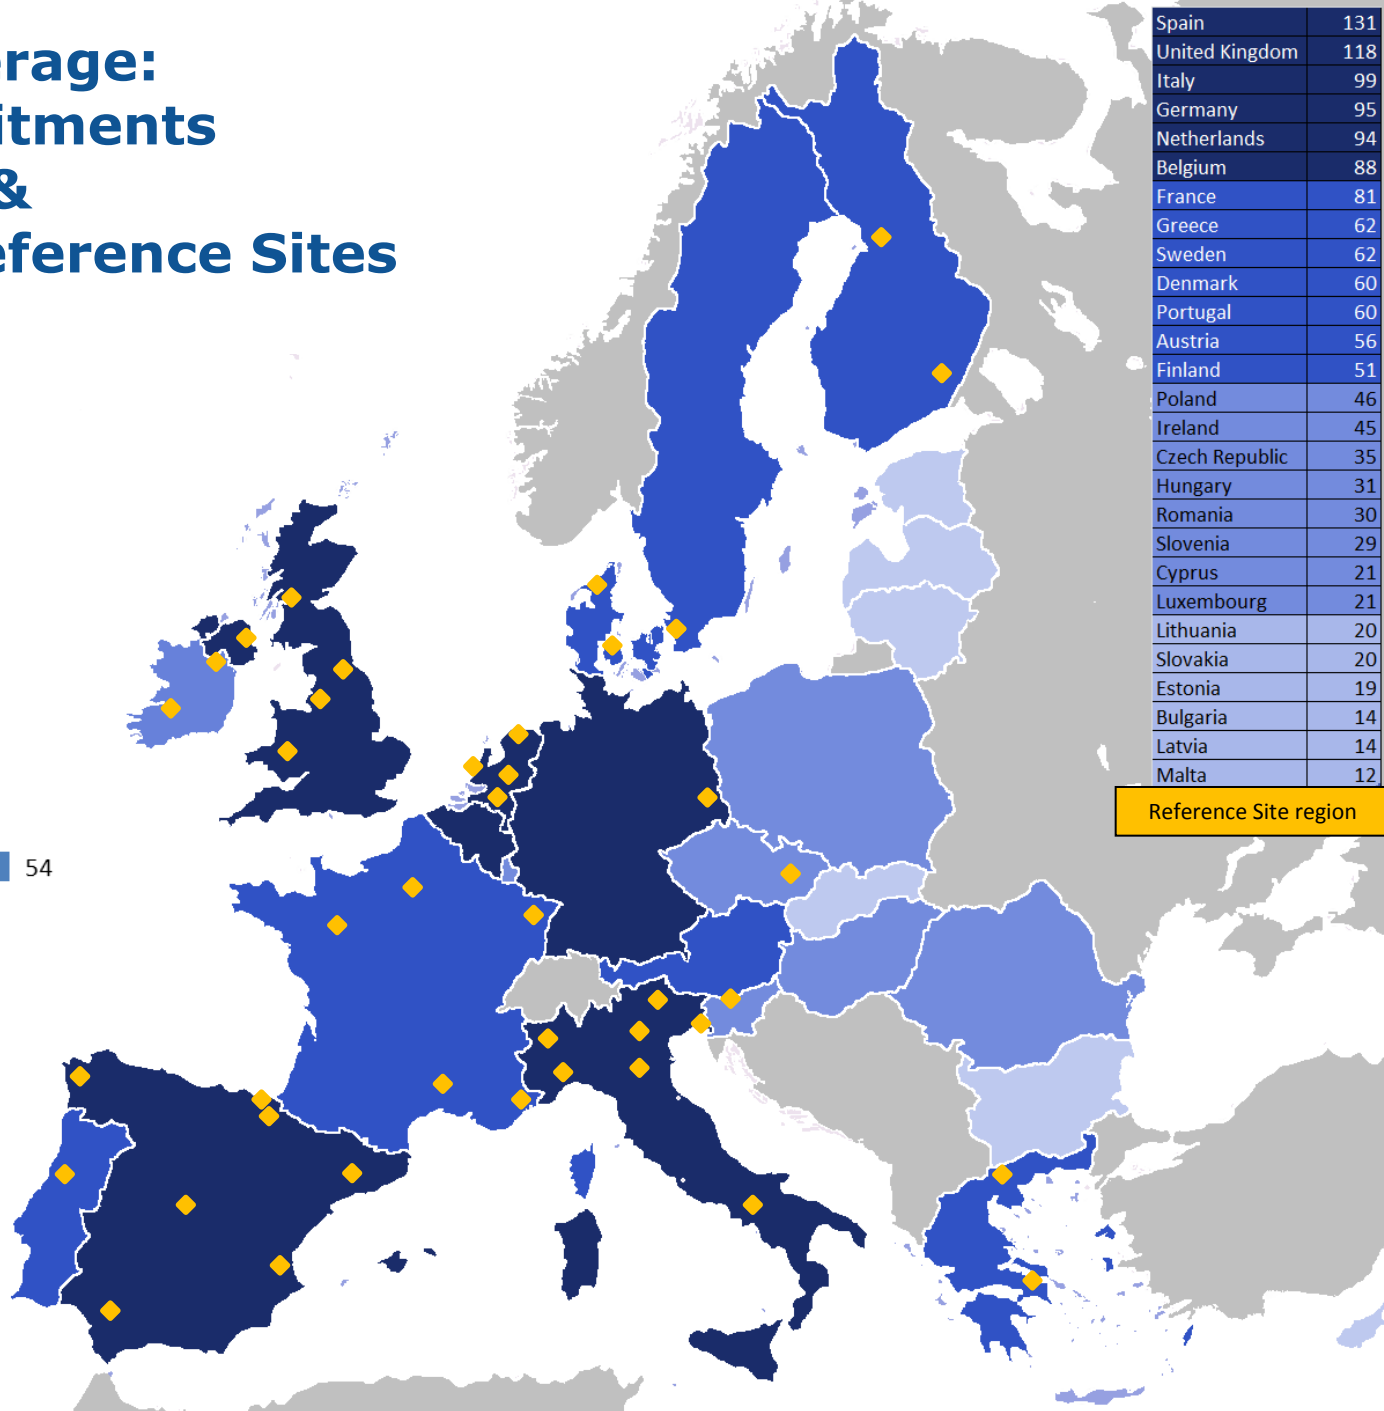 erage:
itments
&
eference Sites
Spain 131
United Kingdom 118
Italy 99
Germany 95
Netherlands 94
Belgium 88
France 81
Greece 62
Sweden 62
Denmark 60
Portugal 60
Austria 56
Finland 51
Poland 46
Ireland 45
Czech Republic 35
Hungary 31
Romania 30
Slovenia 29
Cyprus 21
Luxembourg 21
Lithuania 20
Slovakia 20
Estonia 19
Bulgaria 14
Latvia 14
Malta 12
Reference Site region
54